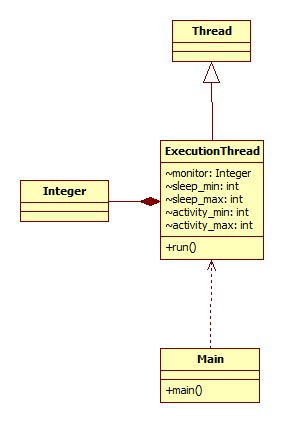 Thread
ExecutionThread
~monitor: Integer
~sleep_min: int
~sleep_max: int
~activity_min: int
~activity_max: int
+run()
Integer
Main
+main()